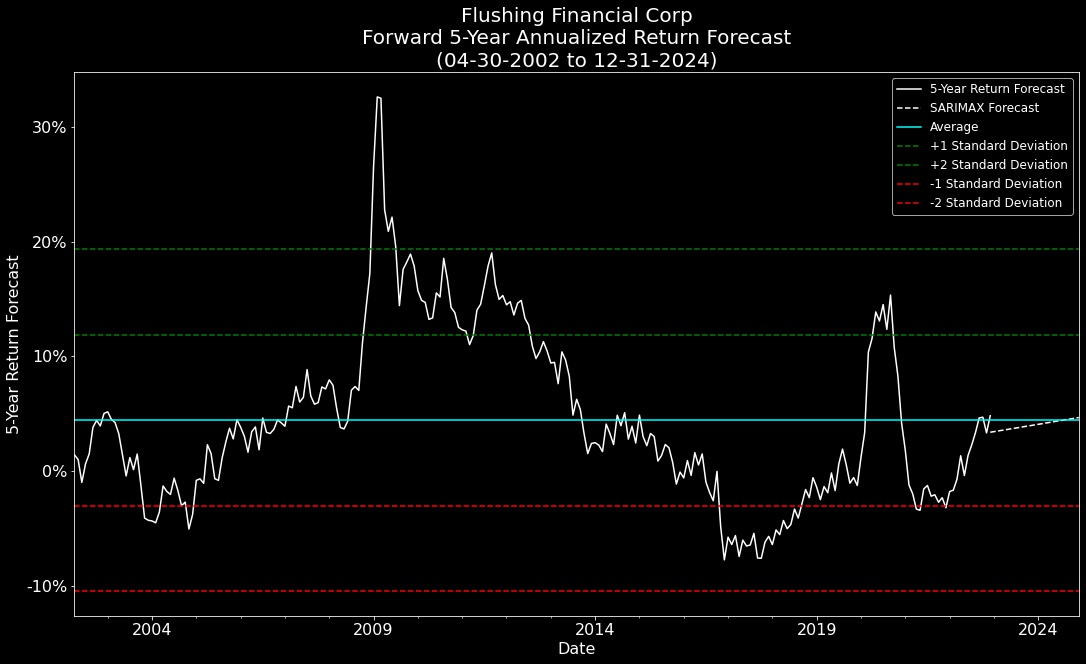 Flushing Financial Corp
Forward 5-Year Annualized Return Forecast
(04-30-2002 to 12-31-2024)
5-Year Return Forecast
SARIMAX Forecast
Average
+1 Standard Deviation
+2 Standard Deviation
-1 Standard Deviation
-2 Standard Deviation
5-Year Return Forecast
30%
20%
10%
0%
-10%
2004
2009
2014
2019
2024
Date